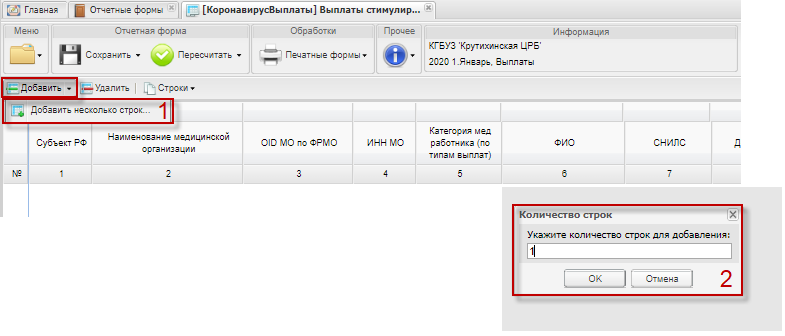 Главная
Отчетные формы
[КоронавирусВыплаты] Выплаты стимулир...
Меню
Отчетная форма
Обработки
Прочее
Информация
Сохранить
Пересчитать
Печатные формы
КГБУЗ 'Крутихинская ЦРБ'
2020 1.Январь, Выплаты
Добавить
Удалить
Строки
Добавить несколько строк...
1
Субъект РФ
Наименование медицинской
организации
OID МО по ФРМО
ИНН МО
Категория мед
работника (по
типам выплат)
ФИО
СНИЛС
Д
№ 1 2 3 4 5 6 7
Количество строк
Укажите количество строк для добавления:
1
OK
Отмена
2